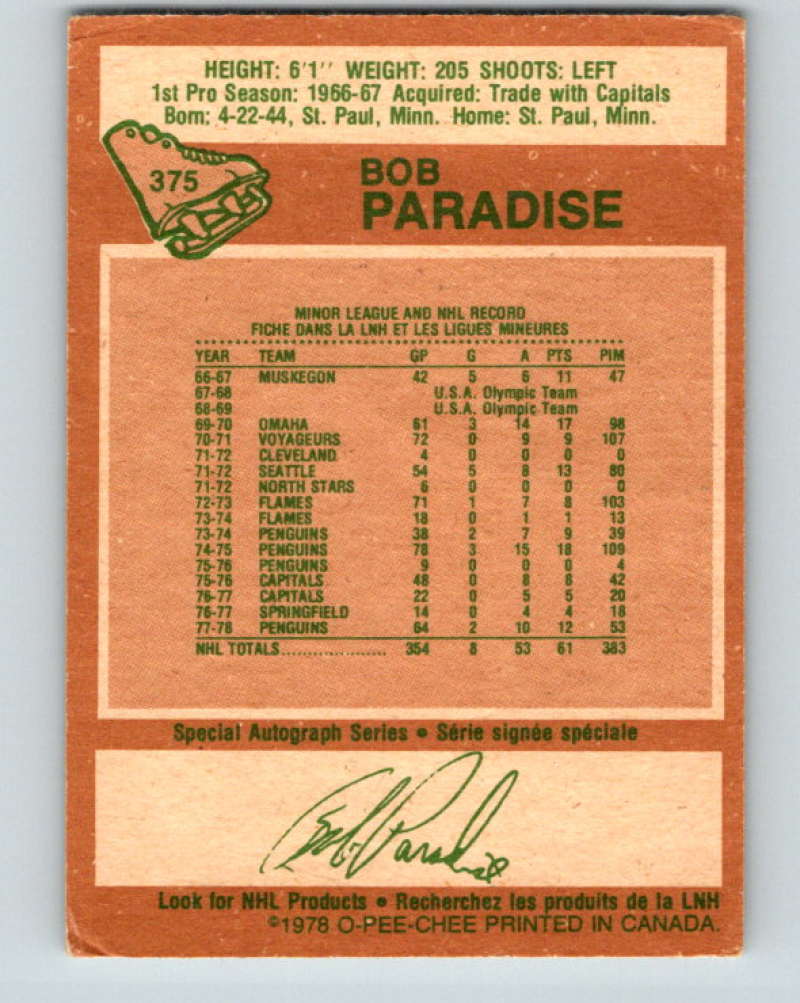 HEIGHT: 6'1'' WEIGHT: 205 SHOOTS: LEFT
1st Pro Season: 1966-67 Acquired: Trade with Capitals
Born: 4-22-44, St. Paul, Minn. Home: St. Paul, Minn.
375
BOB
PARADISE
MINOR LEAGUE AND NHL RECORD
FICHE DANS LA LNH ET LES LIGUES MINEURES
YEAR TEAM GP G A PTS PIM
66-67 MUSKEGON 42 5 6 11 47
67-68 U.S.A. Olympic Team
68-69 U.S.A. Olympic Team
69-70 OMAHA 61 3 14 17 98
70-71 VOYAGEURS 72 0 9 9 107
71-72 CLEVELAND 4 0 0 0 0
71-72 SEATTLE 54 5 8 13 80
71-72 NORTH STARS 6 0 0 0 0
72-73 FLAMES 71 1 7 8 103
73-74 FLAMES 18 0 1 1 13
73-74 PENGUINS 38 2 7 9 39
74-75 PENGUINS 78 3 15 18 109
75-76 PENGUINS 9 0 0 0 4
75-76 CAPITALS 48 0 8 8 42
76-77 CAPITALS 22 0 5 5 20
76-77 SPRINGFIELD 14 0 4 4 18
77-78 PENGUINS 64 2 10 12 53
NHL TOTALS.................... 354 8 53 61 383
Special Autograph Series • Série signée spéciale
Bob Paradise
Look for NHL Products • Recherchez les produits de la LNH
©1978 O-PEE-CHEE PRINTED IN CANADA.